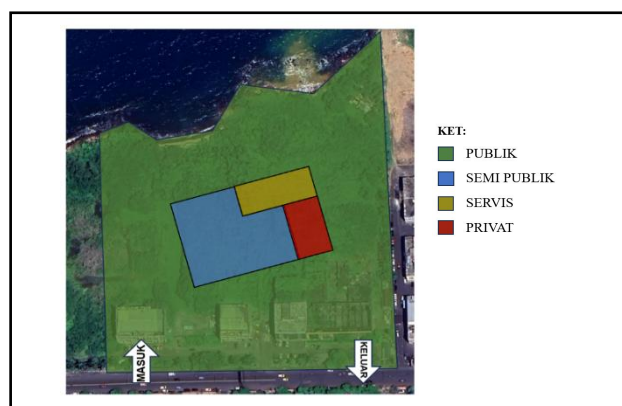 KET:
PUBLIK
SEMI PUBLIK
SERVIS
PRIVAT
MASUK
KELUAR